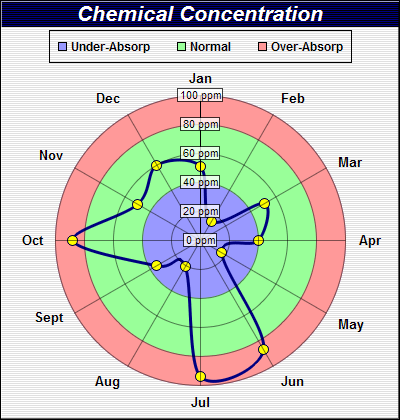 Chemical Concentration
Under-Absorp Normal Over-Absorp
Jan
100 ppm
Dec Feb
80 ppm
60 ppm
Nov Mar
40 ppm
20 ppm
Oct 0 ppm Apr
Sept May
Aug Jun
Jul